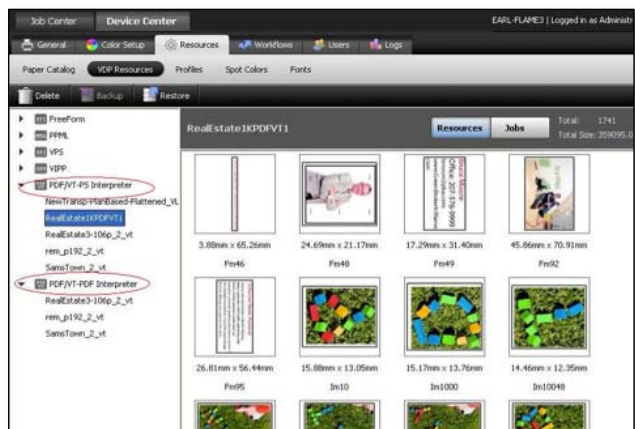 Job Center Device Center EARL-FLAME3 | Logged in as Administr
General Color Setup Resources Workflows Users Logs
Paper Catalog VDP Resources Profiles Spot Colors Fonts
Delete Backup Restore
FreeForm
PPML
VPS
VIPP
PDF/VT-PS Interpreter
NewTransp-PlanBased-Flattened_VL
RealEstate1KPDFVT1
RealEstate3-106p_2_vt
rem_p192_2_vt
SamsTown_2_vt
PDF/VT-PDF Interpreter
RealEstate3-106p_2_vt
rem_p192_2_vt
SamsTown_2_vt
RealEstate1KPDFVT1 Resources Jobs Total: 1741
Total Size: 359095.0
3.88mm x 65.26mm 24.69mm x 21.17mm 17.29mm x 31.40mm 45.86mm x 70.91mm
Fm46 Fm48 Fm49 Fm92
26.81mm x 56.44mm 15.88mm x 13.05mm 15.17mm x 13.76mm 14.46mm x 12.35mm
Fm95 Im10 Im1000 Im10048